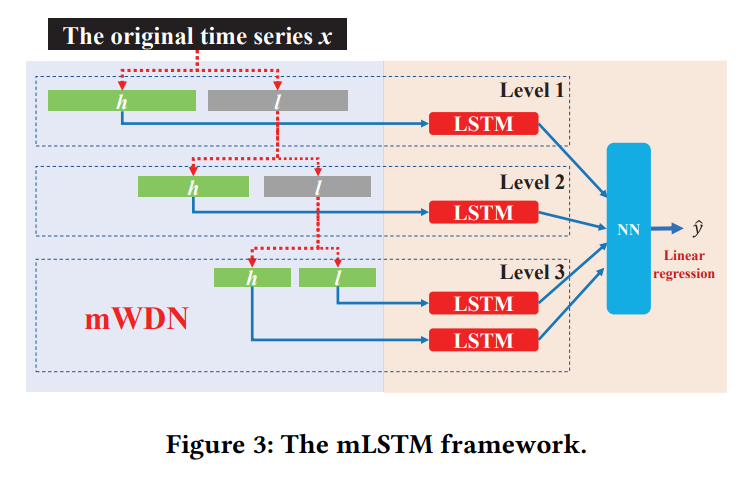 The original time series x
Level 1
h
l
LSTM
Level 2
h
l
LSTM
NN
ŷ
Linear
regression
Level 3
h
l
LSTM
mWDN
LSTM
Figure 3: The mLSTM framework.